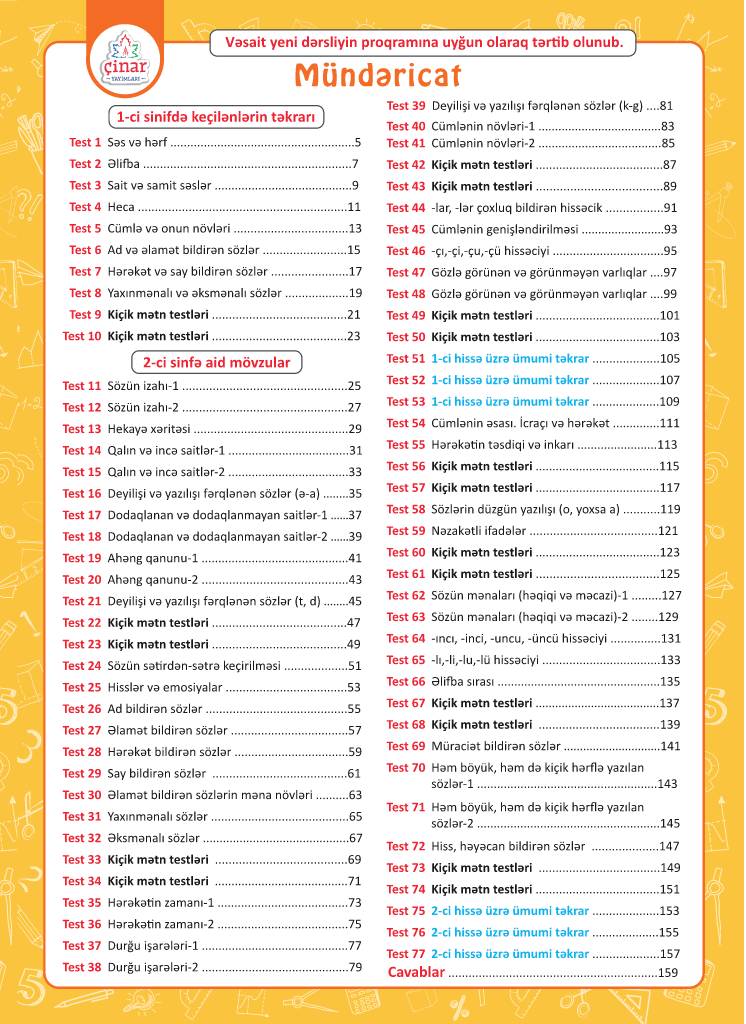 çinar
YAYIMLARI
Vəsait yeni dərsliyin proqramına uyğun olaraq tərtib olunub.
Mündəricat
1-ci sinifdə keçilənlərin təkrarı
Test 1 Səs və hərf ........................................................5
Test 2 Əlifba ...............................................................7
Test 3 Sait və samit səslər ..........................................9
Test 4 Heca ................................................................11
Test 5 Cümlə və onun növləri ....................................13
Test 6 Ad və əlamət bildirən sözlər ..........................15
Test 7 Hərəkət və say bildirən sözlər ........................17
Test 8 Yaxınmənalı və əksmənalı sözlər ...................19
Test 9 Kiçik mətn testləri ..........................................21
Test 10 Kiçik mətn testləri ..........................................23
2-ci sinfə aid mövzular
Test 11 Sözün izahı-1 ..................................................25
Test 12 Sözün izahı-2 ..................................................27
Test 13 Hekayə xəritəsi ...............................................29
Test 14 Qalın və incə saitlər-1 .....................................31
Test 15 Qalın və incə saitlər-2 .....................................33
Test 16 Deyilişi və yazılışı fərqlənən sözlər (ə-a) ........35
Test 17 Dodaqlanan və dodaqlanmayan saitlər-1 ......37
Test 18 Dodaqlanan və dodaqlanmayan saitlər-2 ......39
Test 19 Ahəng qanunu-1 .............................................41
Test 20 Ahəng qanunu-2 .............................................43
Test 21 Deyilişi və yazılışı fərqlənən sözlər (t, d) .......45
Test 22 Kiçik mətn testləri ..........................................47
Test 23 Kiçik mətn testləri ..........................................49
Test 24 Sözün sətirdən-sətrə keçirilməsi ...................51
Test 25 Hisslər və emosiyalar .....................................53
Test 26 Ad bildirən sözlər ...........................................55
Test 27 Əlamət bildirən sözlər ....................................57
Test 28 Hərəkət bildirən sözlər ..................................59
Test 29 Say bildirən sözlər .........................................61
Test 30 Əlamət bildirən sözlərin məna növləri ..........63
Test 31 Yaxınmənalı sözlər ..........................................65
Test 32 Əksmənalı sözlər ............................................67
Test 33 Kiçik mətn testləri ........................................69
Test 34 Kiçik mətn testləri ........................................71
Test 35 Hərəkətin zamanı-1 ........................................73
Test 36 Hərəkətin zamanı-2 ........................................75
Test 37 Durğu işarələri-1 .............................................77
Test 38 Durğu işarələri-2 .............................................79
Test 39 Deyilişi və yazılışı fərqlənən sözlər (k-g) ....81
Test 40 Cümlənin növləri-1 .....................................83
Test 41 Cümlənin növləri-2 .....................................85
Test 42 Kiçik mətn testləri ......................................87
Test 43 Kiçik mətn testləri ......................................89
Test 44 -lar, -lər çoxluq bildirən hissəcik .................91
Test 45 Cümlənin genişləndirilməsi ........................93
Test 46 -çı,-çi,-çu,-çü hissəciyi ................................95
Test 47 Gözlə görünən və görünməyən varlıqlar ....97
Test 48 Gözlə görünən və görünməyən varlıqlar ....99
Test 49 Kiçik mətn testləri .....................................101
Test 50 Kiçik mətn testləri .....................................103
Test 51 1-ci hissə üzrə ümumi təkrar ....................105
Test 52 1-ci hissə üzrə ümumi təkrar ....................107
Test 53 1-ci hissə üzrə ümumi təkrar ....................109
Test 54 Cümlənin əsası. İcraçı və hərəkət ..............111
Test 55 Hərəkətin təsdiqi və inkarı ........................113
Test 56 Kiçik mətn testləri .....................................115
Test 57 Kiçik mətn testləri .....................................117
Test 58 Sözlərin düzgün yazılışı (o, yoxsa a) ...........119
Test 59 Nəzakətli ifadələr ......................................121
Test 60 Kiçik mətn testləri .....................................123
Test 61 Kiçik mətn testləri .....................................125
Test 62 Sözün mənaları (həqiqi və məcazi)-1 .......127
Test 63 Sözün mənaları (həqiqi və məcazi)-2 ........129
Test 64 -ıncı, -inci, -uncu, -üncü hissəciyi ...............131
Test 65 -lı,-li,-lu,-lü hissəciyi ...................................133
Test 66 Əlifba sırası ................................................135
Test 67 Kiçik mətn testləri .....................................137
Test 68 Kiçik mətn testləri ....................................139
Test 69 Müraciət bildirən sözlər .............................141
Test 70 Həm böyük, həm də kiçik hərflə yazılan
sözlər-1 ......................................................143
Test 71 Həm böyük, həm də kiçik hərflə yazılan
sözlər-2 .......................................................145
Test 72 Hiss, həyəcan bildirən sözlər ....................147
Test 73 Kiçik mətn testləri ....................................149
Test 74 Kiçik mətn testləri ....................................151
Test 75 2-ci hissə üzrə ümumi təkrar ....................153
Test 76 2-ci hissə üzrə ümumi təkrar ....................155
Test 77 2-ci hissə üzrə ümumi təkrar ....................157
Cavablar ...............................................................159